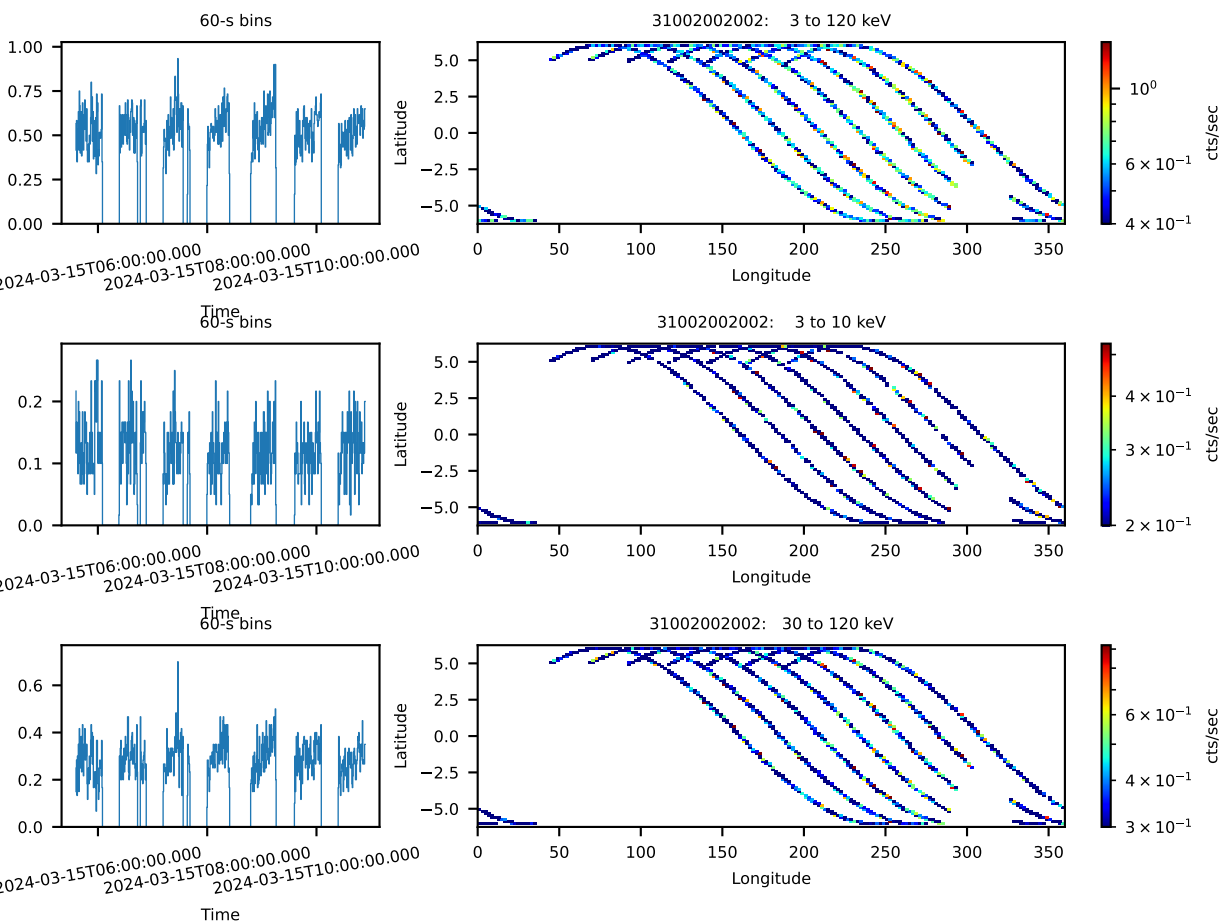 60-s bins
31002002002: 3 to 120 keV
1.00
0.75
0.50
0.25
0.00
2024-03-15T06:00:00.000
2024-03-15T08:00:00.000
2024-03-15T10:00:00.000
Time
Latitude
5.0
2.5
0.0
−2.5
−5.0
0 50 100 150 200 250 300 350
Longitude
10⁰
6 × 10⁻¹
4 × 10⁻¹
cts/sec
60-s bins
31002002002: 3 to 10 keV
0.2
0.1
0.0
2024-03-15T06:00:00.000
2024-03-15T08:00:00.000
2024-03-15T10:00:00.000
Time
Latitude
5.0
2.5
0.0
−2.5
−5.0
0 50 100 150 200 250 300 350
Longitude
4 × 10⁻¹
3 × 10⁻¹
2 × 10⁻¹
cts/sec
60-s bins
31002002002: 30 to 120 keV
0.6
0.4
0.2
0.0
2024-03-15T06:00:00.000
2024-03-15T08:00:00.000
2024-03-15T10:00:00.000
Time
Latitude
5.0
2.5
0.0
−2.5
−5.0
0 50 100 150 200 250 300 350
Longitude
6 × 10⁻¹
4 × 10⁻¹
3 × 10⁻¹
cts/sec